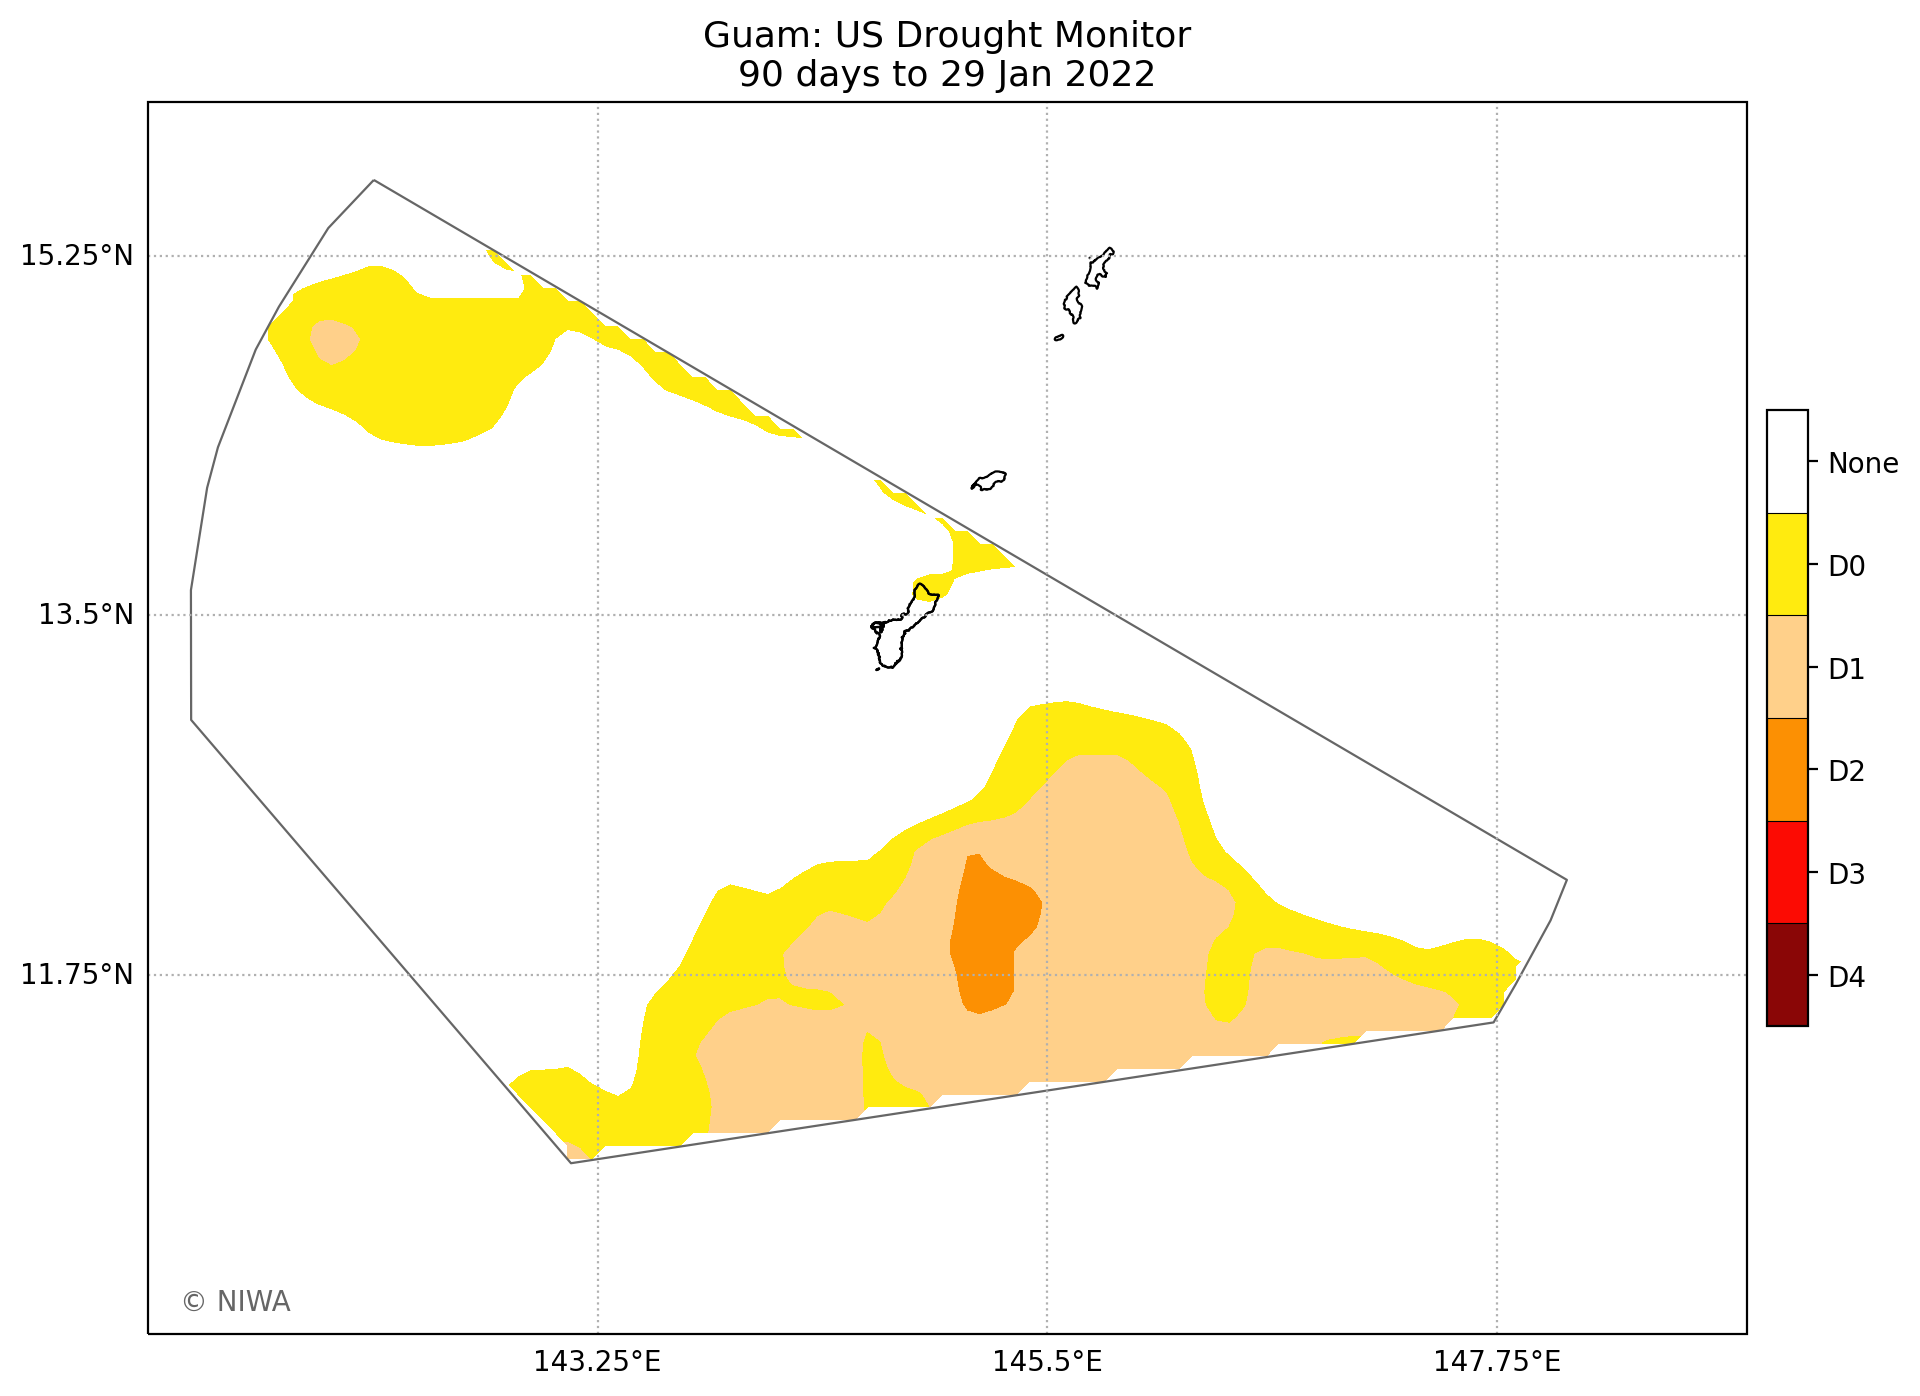 Guam: US Drought Monitor
90 days to 29 Jan 2022
15.25°N
13.5°N
11.75°N
143.25°E
145.5°E
147.75°E
None
D0
D1
D2
D3
D4
© NIWA